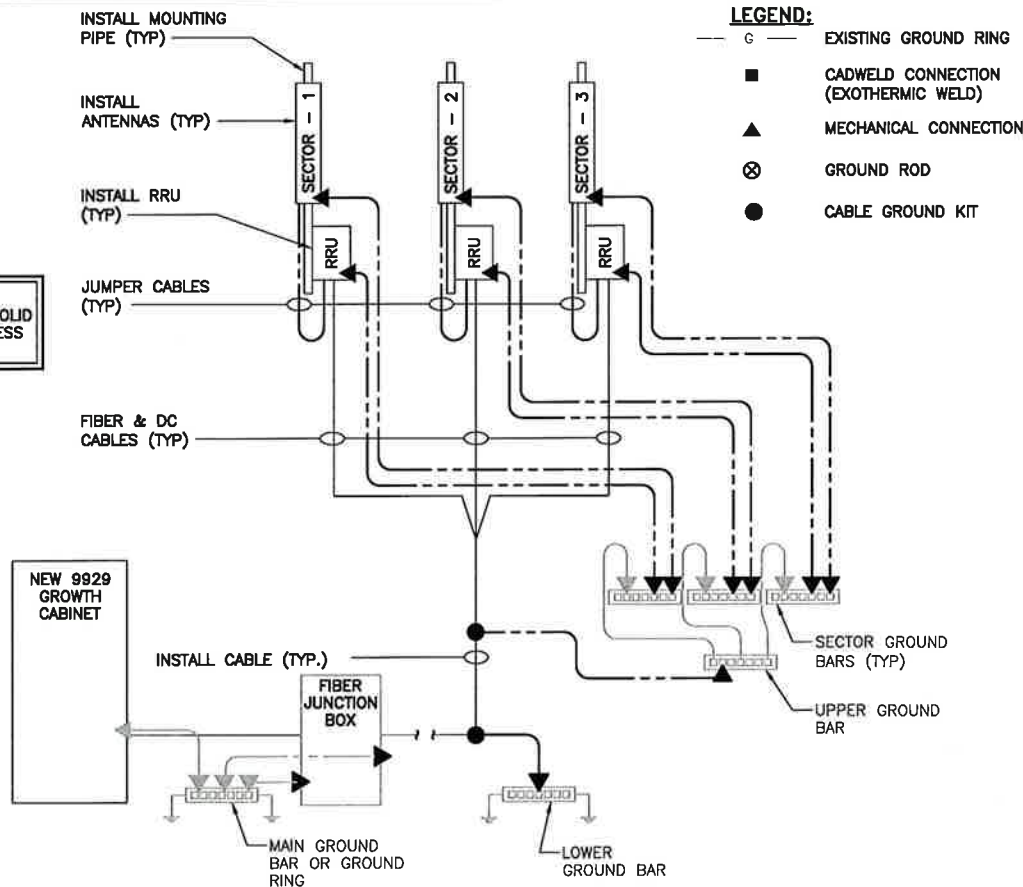 INSTALL MOUNTING
PIPE (TYP)
INSTALL
ANTENNAS (TYP)
INSTALL RRU
(TYP)
JUMPER CABLES
(TYP)
FIBER & DC
CABLES (TYP)
SECTOR - 1
SECTOR - 2
SECTOR - 3
RRU
RRU
RRU
LEGEND:
G
EXISTING GROUND RING
CADWELD CONNECTION
(EXOTHERMIC WELD)
MECHANICAL CONNECTION
GROUND ROD
CABLE GROUND KIT
OLID
ESS
NEW 9929
GROWTH
CABINET
INSTALL CABLE (TYP.)
FIBER
JUNCTION
BOX
SECTOR GROUND
BARS (TYP)
UPPER GROUND
BAR
MAIN GROUND
BAR OR GROUND
RING
LOWER
GROUND BAR